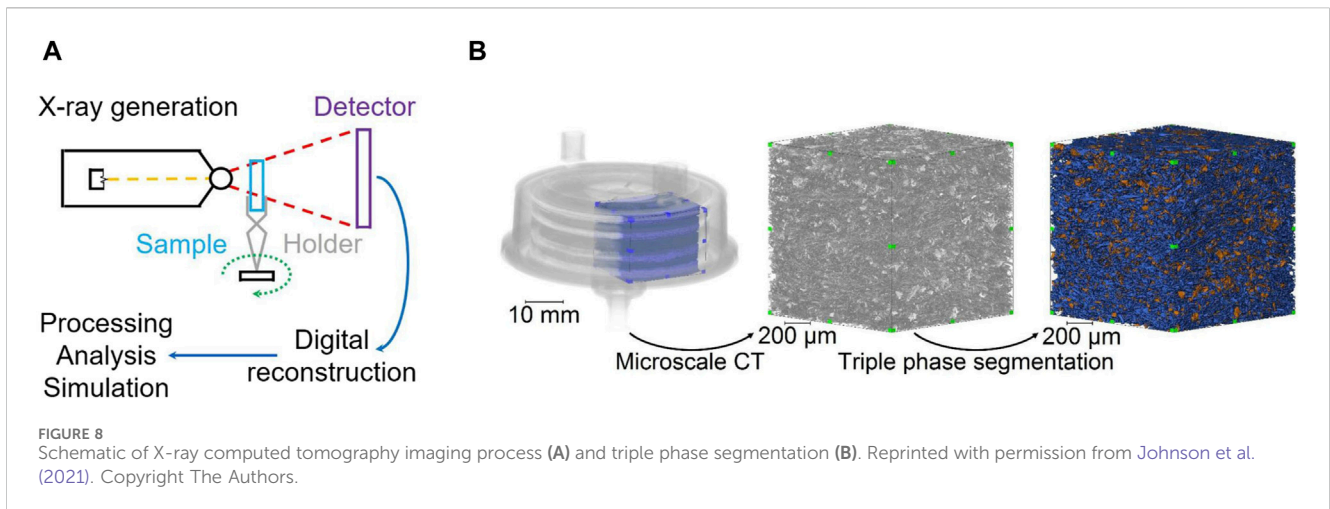 A
X-ray generation
Detector
Sample
Holder
Digital
reconstruction
Processing
Analysis
Simulation
B
10 mm
Microscale CT
200 µm
Triple phase segmentation
200 µm
FIGURE 8
Schematic of X-ray computed tomography imaging process (A) and triple phase segmentation (B). Reprinted with permission from Johnson et al.
(2021). Copyright The Authors.